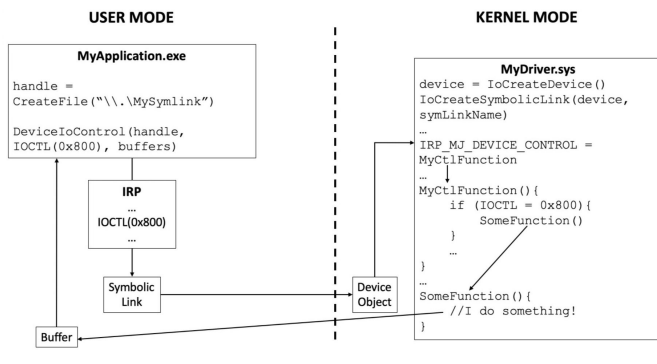 USER MODE
KERNEL MODE
MyApplication.exe
handle =
CreateFile(“\\.\MySymlink”)
DeviceIoControl(handle,
IOCTL(0x800), buffers)
IRP
…
IOCTL(0x800)
…
Symbolic
Link
Buffer
Device
Object
MyDriver.sys
device = IoCreateDevice()
IoCreateSymbolicLink(device,
symLinkName)
…
IRP_MJ_DEVICE_CONTROL =
MyCtlFunction
…
MyCtlFunction(){
if (IOCTL = 0x800){
SomeFunction()
}
…
}
…
SomeFunction(){
//I do something!
}